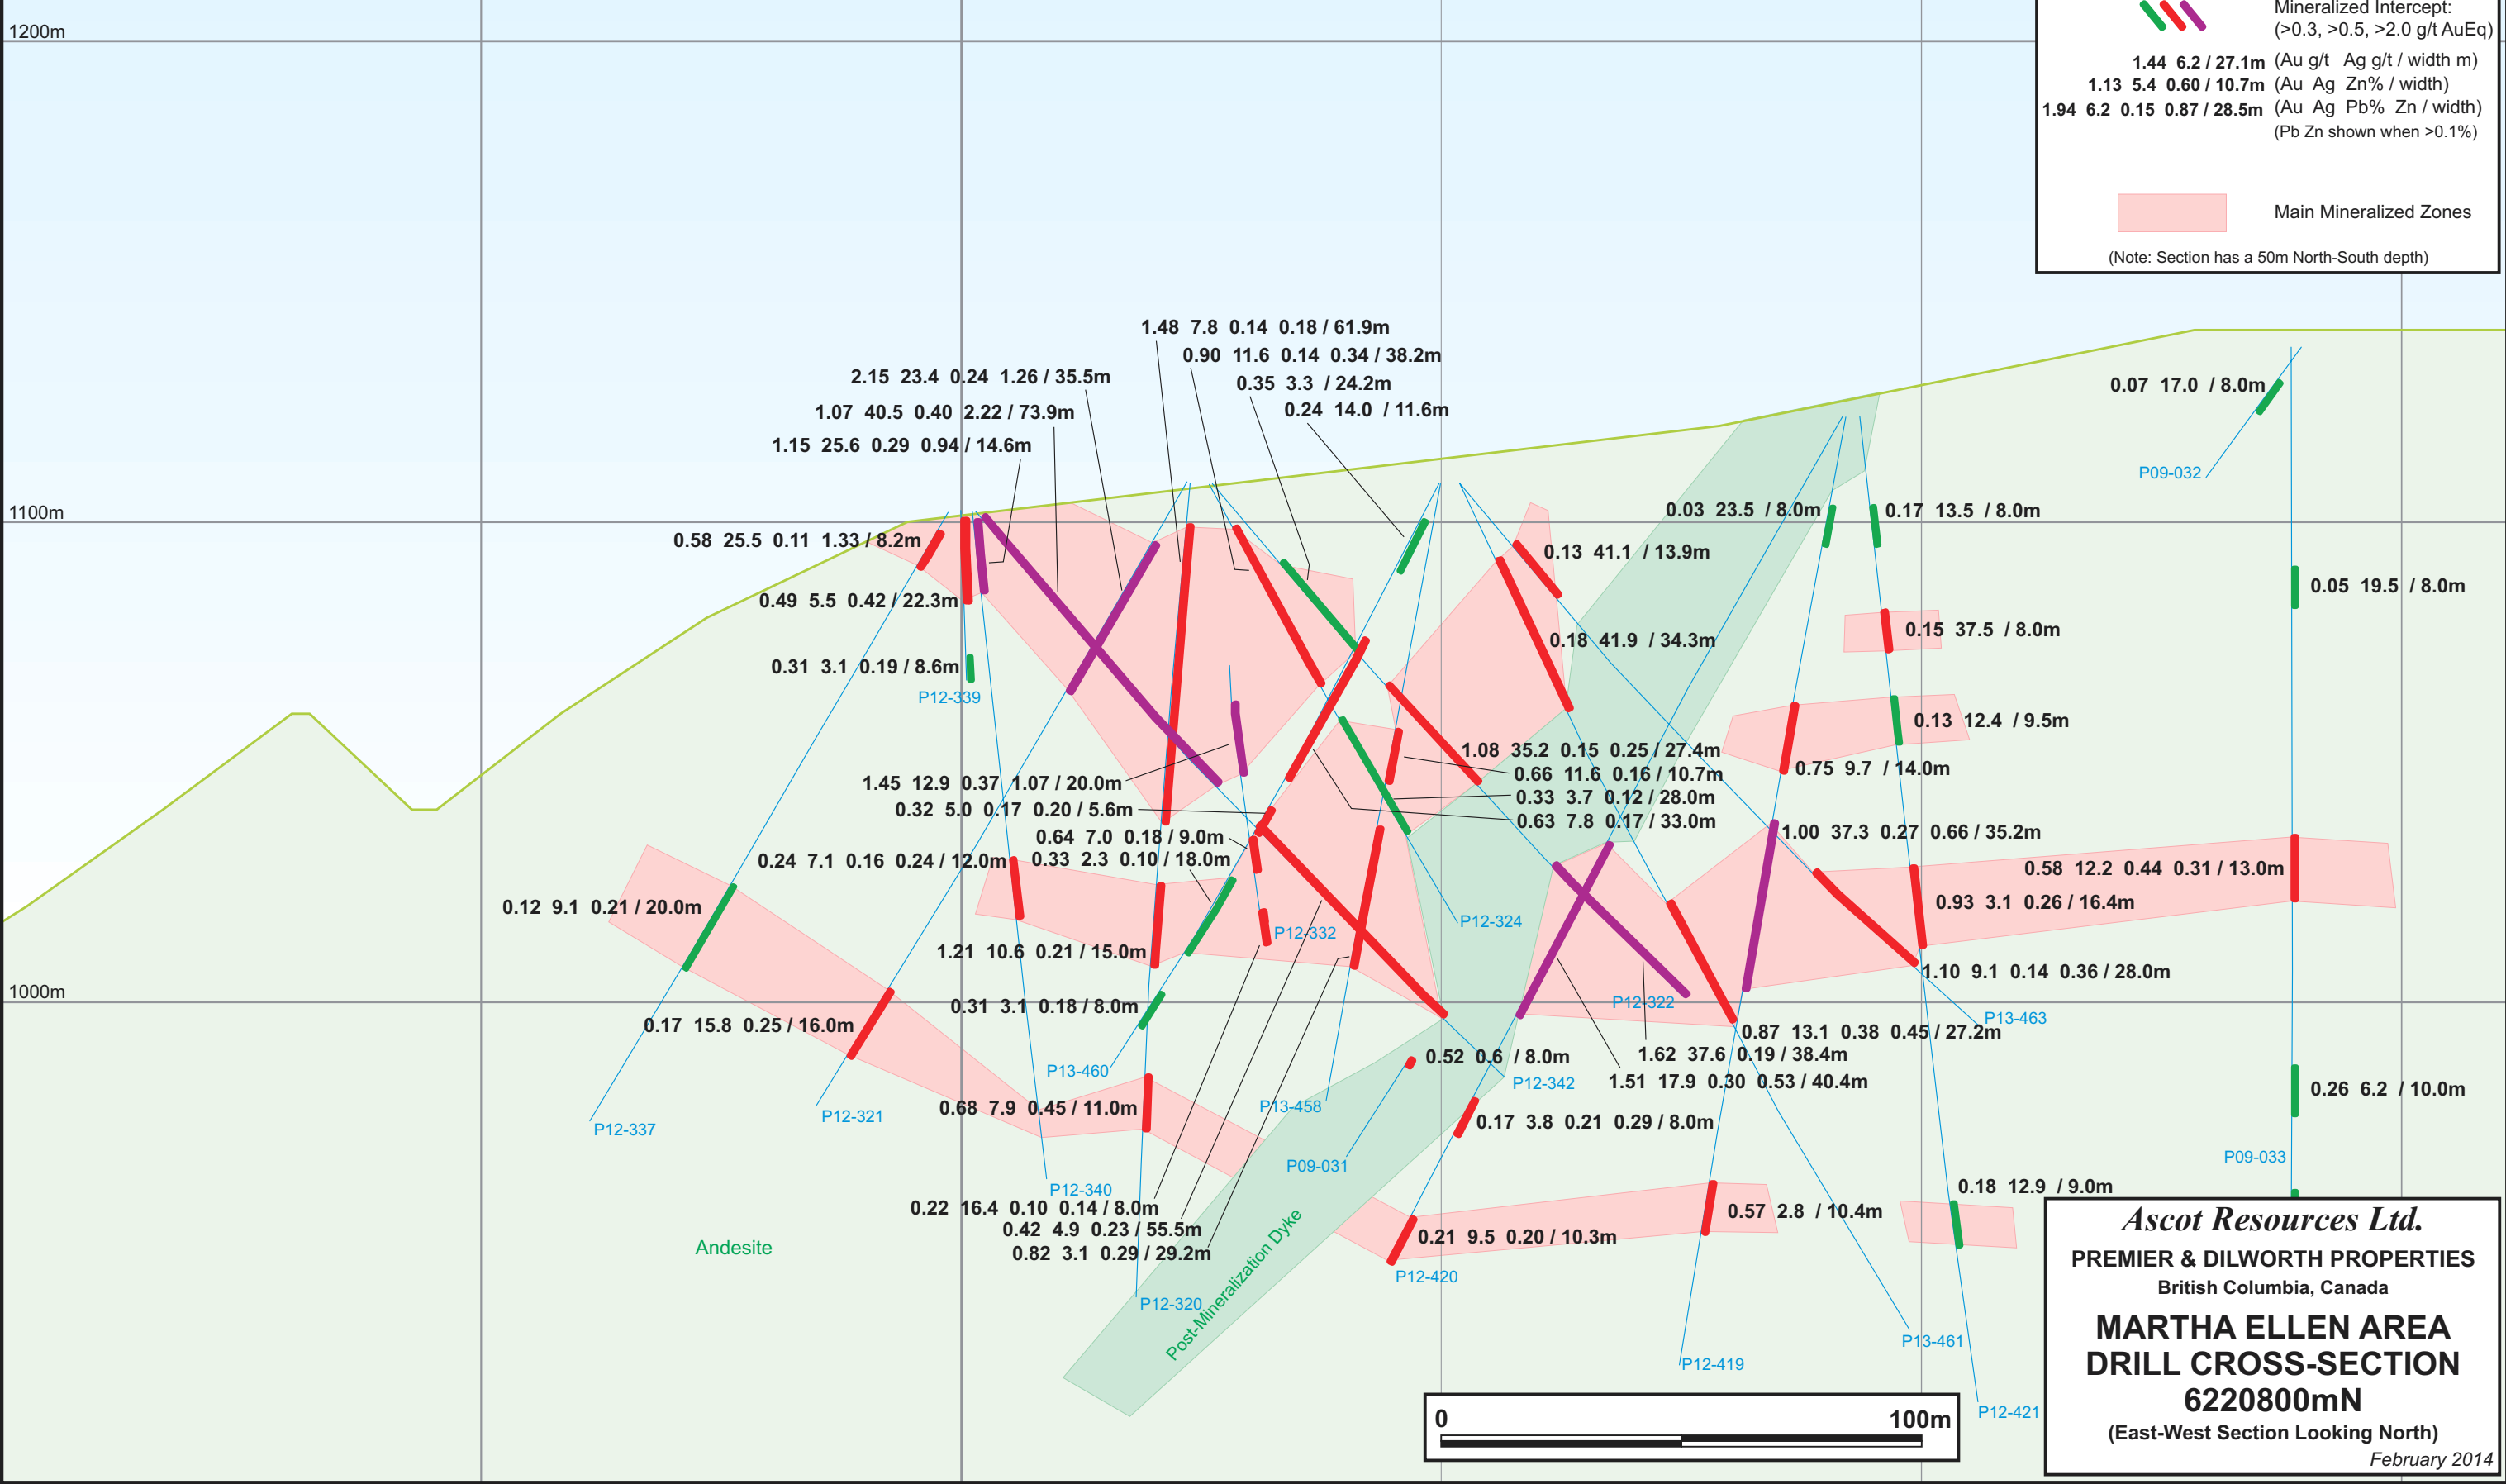 1200m
Mineralized Intercept:
(>0.3, >0.5, >2.0 g/t AuEq)
1.44 6.2 / 27.1m (Au g/t Ag g/t / width m)
1.13 5.4 0.60 / 10.7m (Au Ag Zn% / width)
1.94 6.2 0.15 0.87 / 28.5m (Au Ag Pb% Zn / width)
(Pb Zn shown when >0.1%)
Main Mineralized Zones
(Note: Section has a 50m North-South depth)
1.48 7.8 0.14 0.18 / 61.9m
0.90 11.6 0.14 0.34 / 38.2m
0.35 3.3 / 24.2m
0.24 14.0 / 11.6m
2.15 23.4 0.24 1.26 / 35.5m
1.07 40.5 0.40 2.22 / 73.9m
1.15 25.6 0.29 0.94 / 14.6m
0.07 17.0 / 8.0m
P09-032
1100m
0.58 25.5 0.11 1.33 / 8.2m
0.03 23.5 / 8.0m
0.17 13.5 / 8.0m
0.13 41.1 / 13.9m
0.49 5.5 0.42 / 22.3m
0.05 19.5 / 8.0m
0.15 37.5 / 8.0m
0.18 41.9 / 34.3m
0.31 3.1 0.19 / 8.6m
P12-339
0.13 12.4 / 9.5m
1.08 35.2 0.15 0.25 / 27.4m
0.66 11.6 0.16 / 10.7m
0.33 3.7 0.12 / 28.0m
0.63 7.8 0.17 / 33.0m
0.75 9.7 / 14.0m
1.45 12.9 0.37 1.07 / 20.0m
0.32 5.0 0.17 0.20 / 5.6m
0.64 7.0 0.18 / 9.0m
0.33 2.3 0.10 / 18.0m
1.00 37.3 0.27 0.66 / 35.2m
0.24 7.1 0.16 0.24 / 12.0m
0.58 12.2 0.44 0.31 / 13.0m
0.12 9.1 0.21 / 20.0m
0.93 3.1 0.26 / 16.4m
P12-324
P12-332
1.21 10.6 0.21 / 15.0m
1.10 9.1 0.14 0.36 / 28.0m
1000m
0.31 3.1 0.18 / 8.0m
P12-322
P13-463
0.17 15.8 0.25 / 16.0m
0.87 13.1 0.38 0.45 / 27.2m
1.62 37.6 0.19 / 38.4m
1.51 17.9 0.30 0.53 / 40.4m
0.52 0.6 / 8.0m
P13-460
P12-342
0.26 6.2 / 10.0m
P13-458
0.68 7.9 0.45 / 11.0m
P12-321
P12-337
0.17 3.8 0.21 0.29 / 8.0m
P09-031
P09-033
P12-340
0.18 12.9 / 9.0m
0.22 16.4 0.10 0.14 / 8.0m
0.42 4.9 0.23 / 55.5m
0.82 3.1 0.29 / 29.2m
0.57 2.8 / 10.4m
0.21 9.5 0.20 / 10.3m
Andesite
P12-420
Post-Mineralization Dyke
P12-320
P13-461
P12-419
P12-421
0 100m
Ascot Resources Ltd.
PREMIER & DILWORTH PROPERTIES
British Columbia, Canada
MARTHA ELLEN AREA
DRILL CROSS-SECTION
6220800mN
(East-West Section Looking North)
February 2014